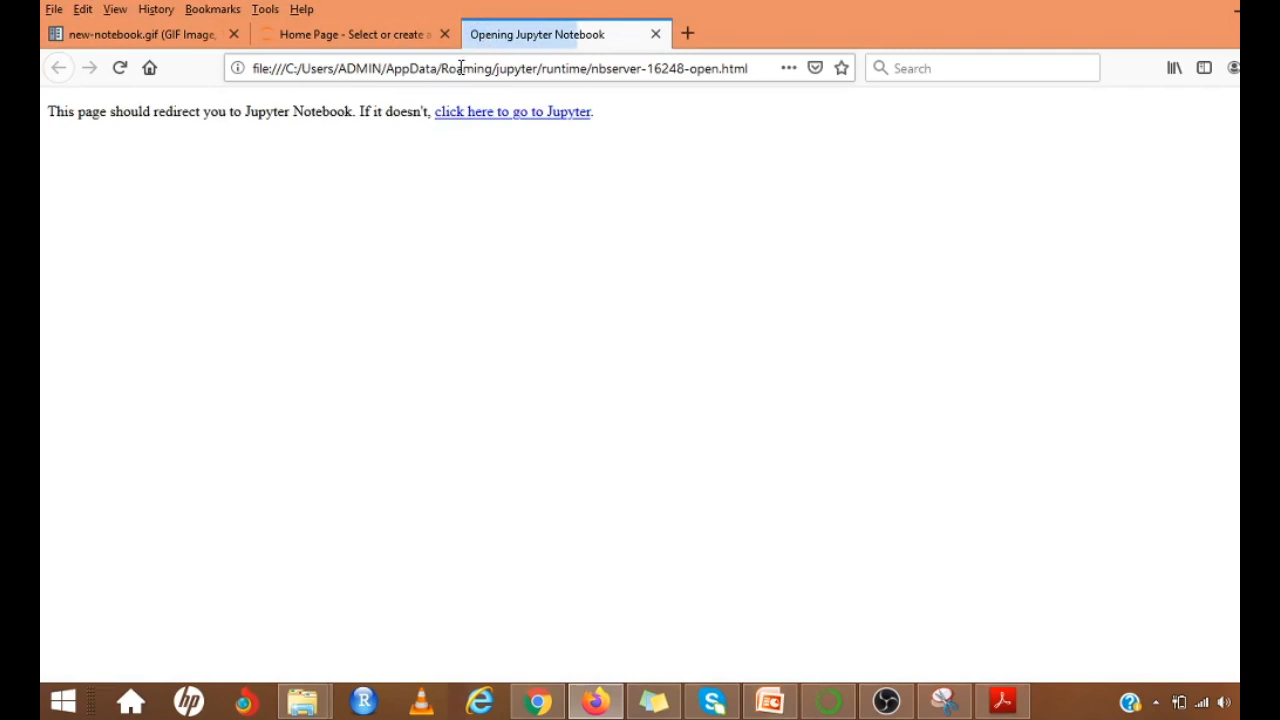 File Edit View History Bookmarks Tools Help
new-notebook.gif (GIF Image, Home Page - Select or create Opening Jupyter Notebook
file:///C:/Users/ADMIN/AppData/Roaming/jupyter/runtime/nbserver-16248-open.html Search
This page should redirect you to Jupyter Notebook. If it doesn't, click here to go to Jupyter.
hp R S